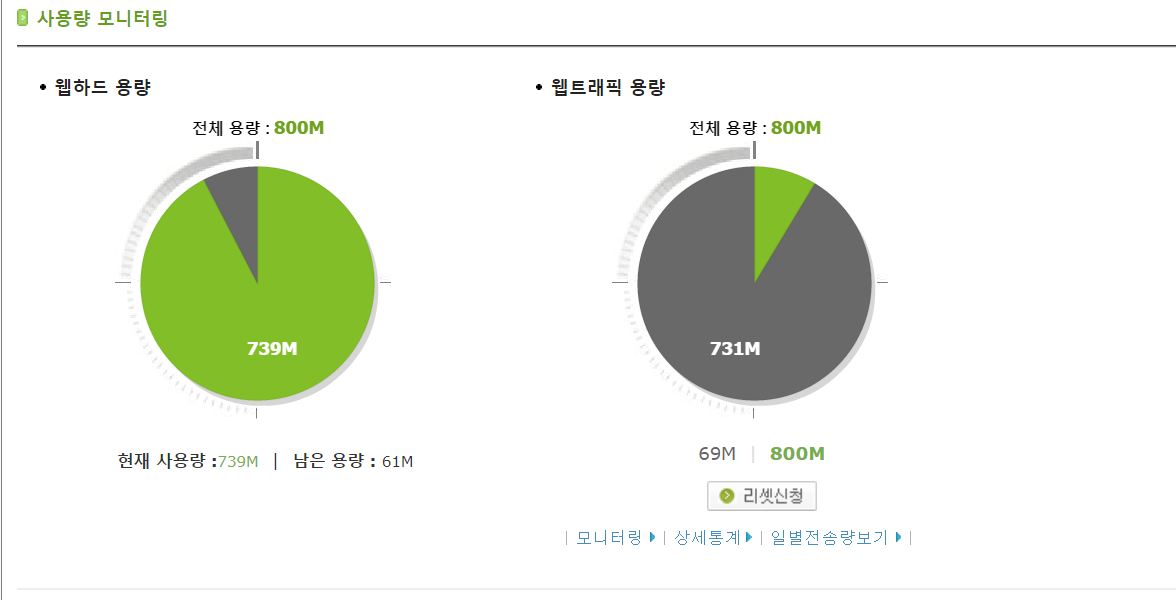 사용량 모니터링
• 웹하드 용량
전체 용량 : 800M
739M
현재 사용량 :739M | 남은 용량 : 61M
• 웹트래픽 용량
전체 용량 : 800M
731M
69M | 800M
리셋신청
| 모니터링 | 상세통계 | 일별전송량보기 |